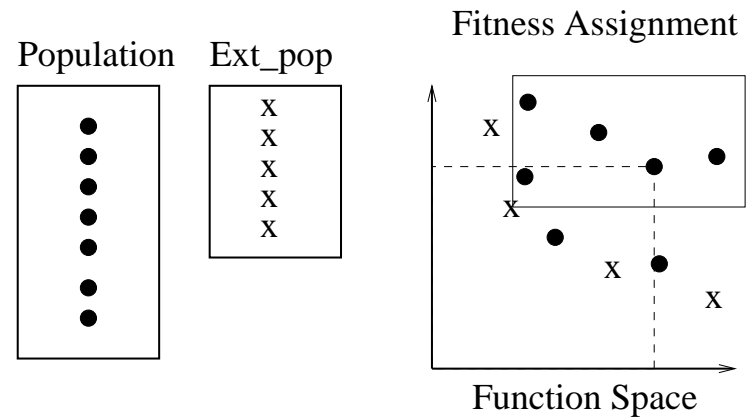 Fitness Assignment
Population
Ext_pop
x
x
x
x
x
x
x
x
x
Function Space